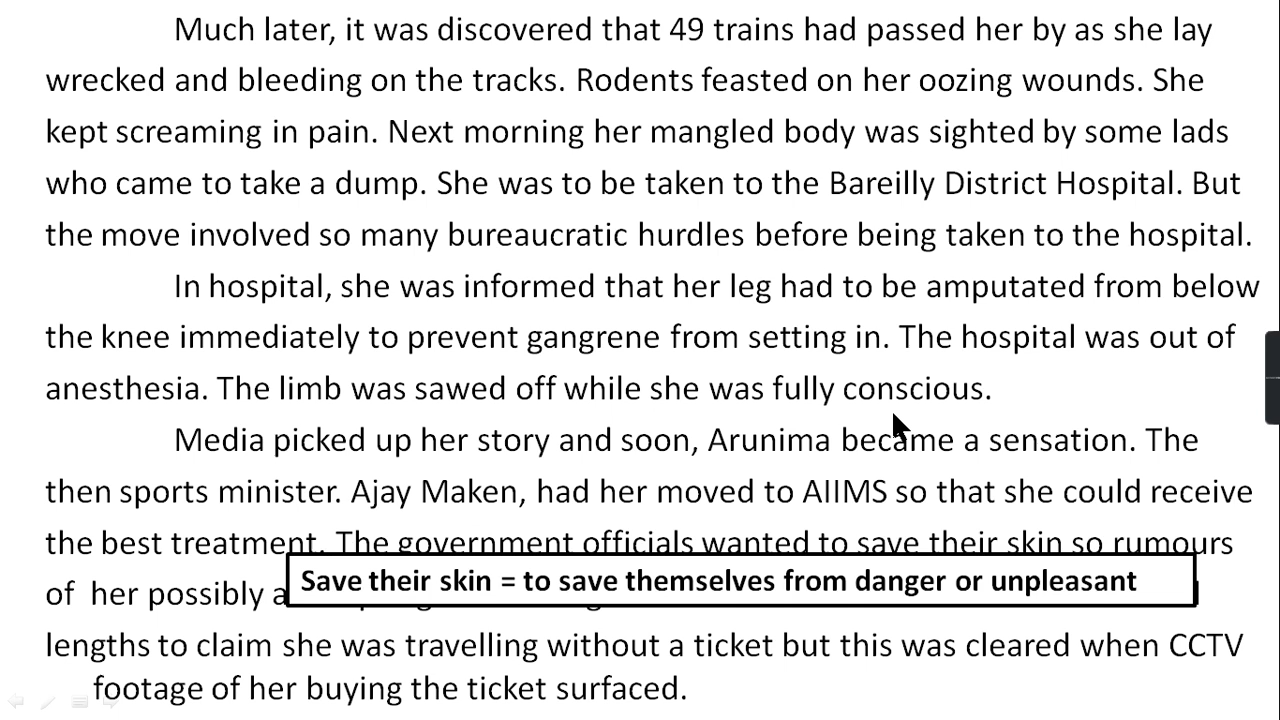 Much later, it was discovered that 49 trains had passed her by as she lay
wrecked and bleeding on the tracks. Rodents feasted on her oozing wounds. She
kept screaming in pain. Next morning her mangled body was sighted by some lads
who came to take a dump. She was to be taken to the Bareilly District Hospital. But
the move involved so many bureaucratic hurdles before being taken to the hospital.
In hospital, she was informed that her leg had to be amputated from below
the knee immediately to prevent gangrene from setting in. The hospital was out of
anesthesia. The limb was sawed off while she was fully conscious.
Media picked up her story and soon, Arunima became a sensation. The
then sports minister. Ajay Maken, had her moved to AIIMS so that she could receive
the best treatment. The government officials wanted to save their skin so rumours
Save their skin = to save themselves from danger or unpleasant
of her possibly
lengths to claim she was travelling without a ticket but this was cleared when CCTV
footage of her buying the ticket surfaced.